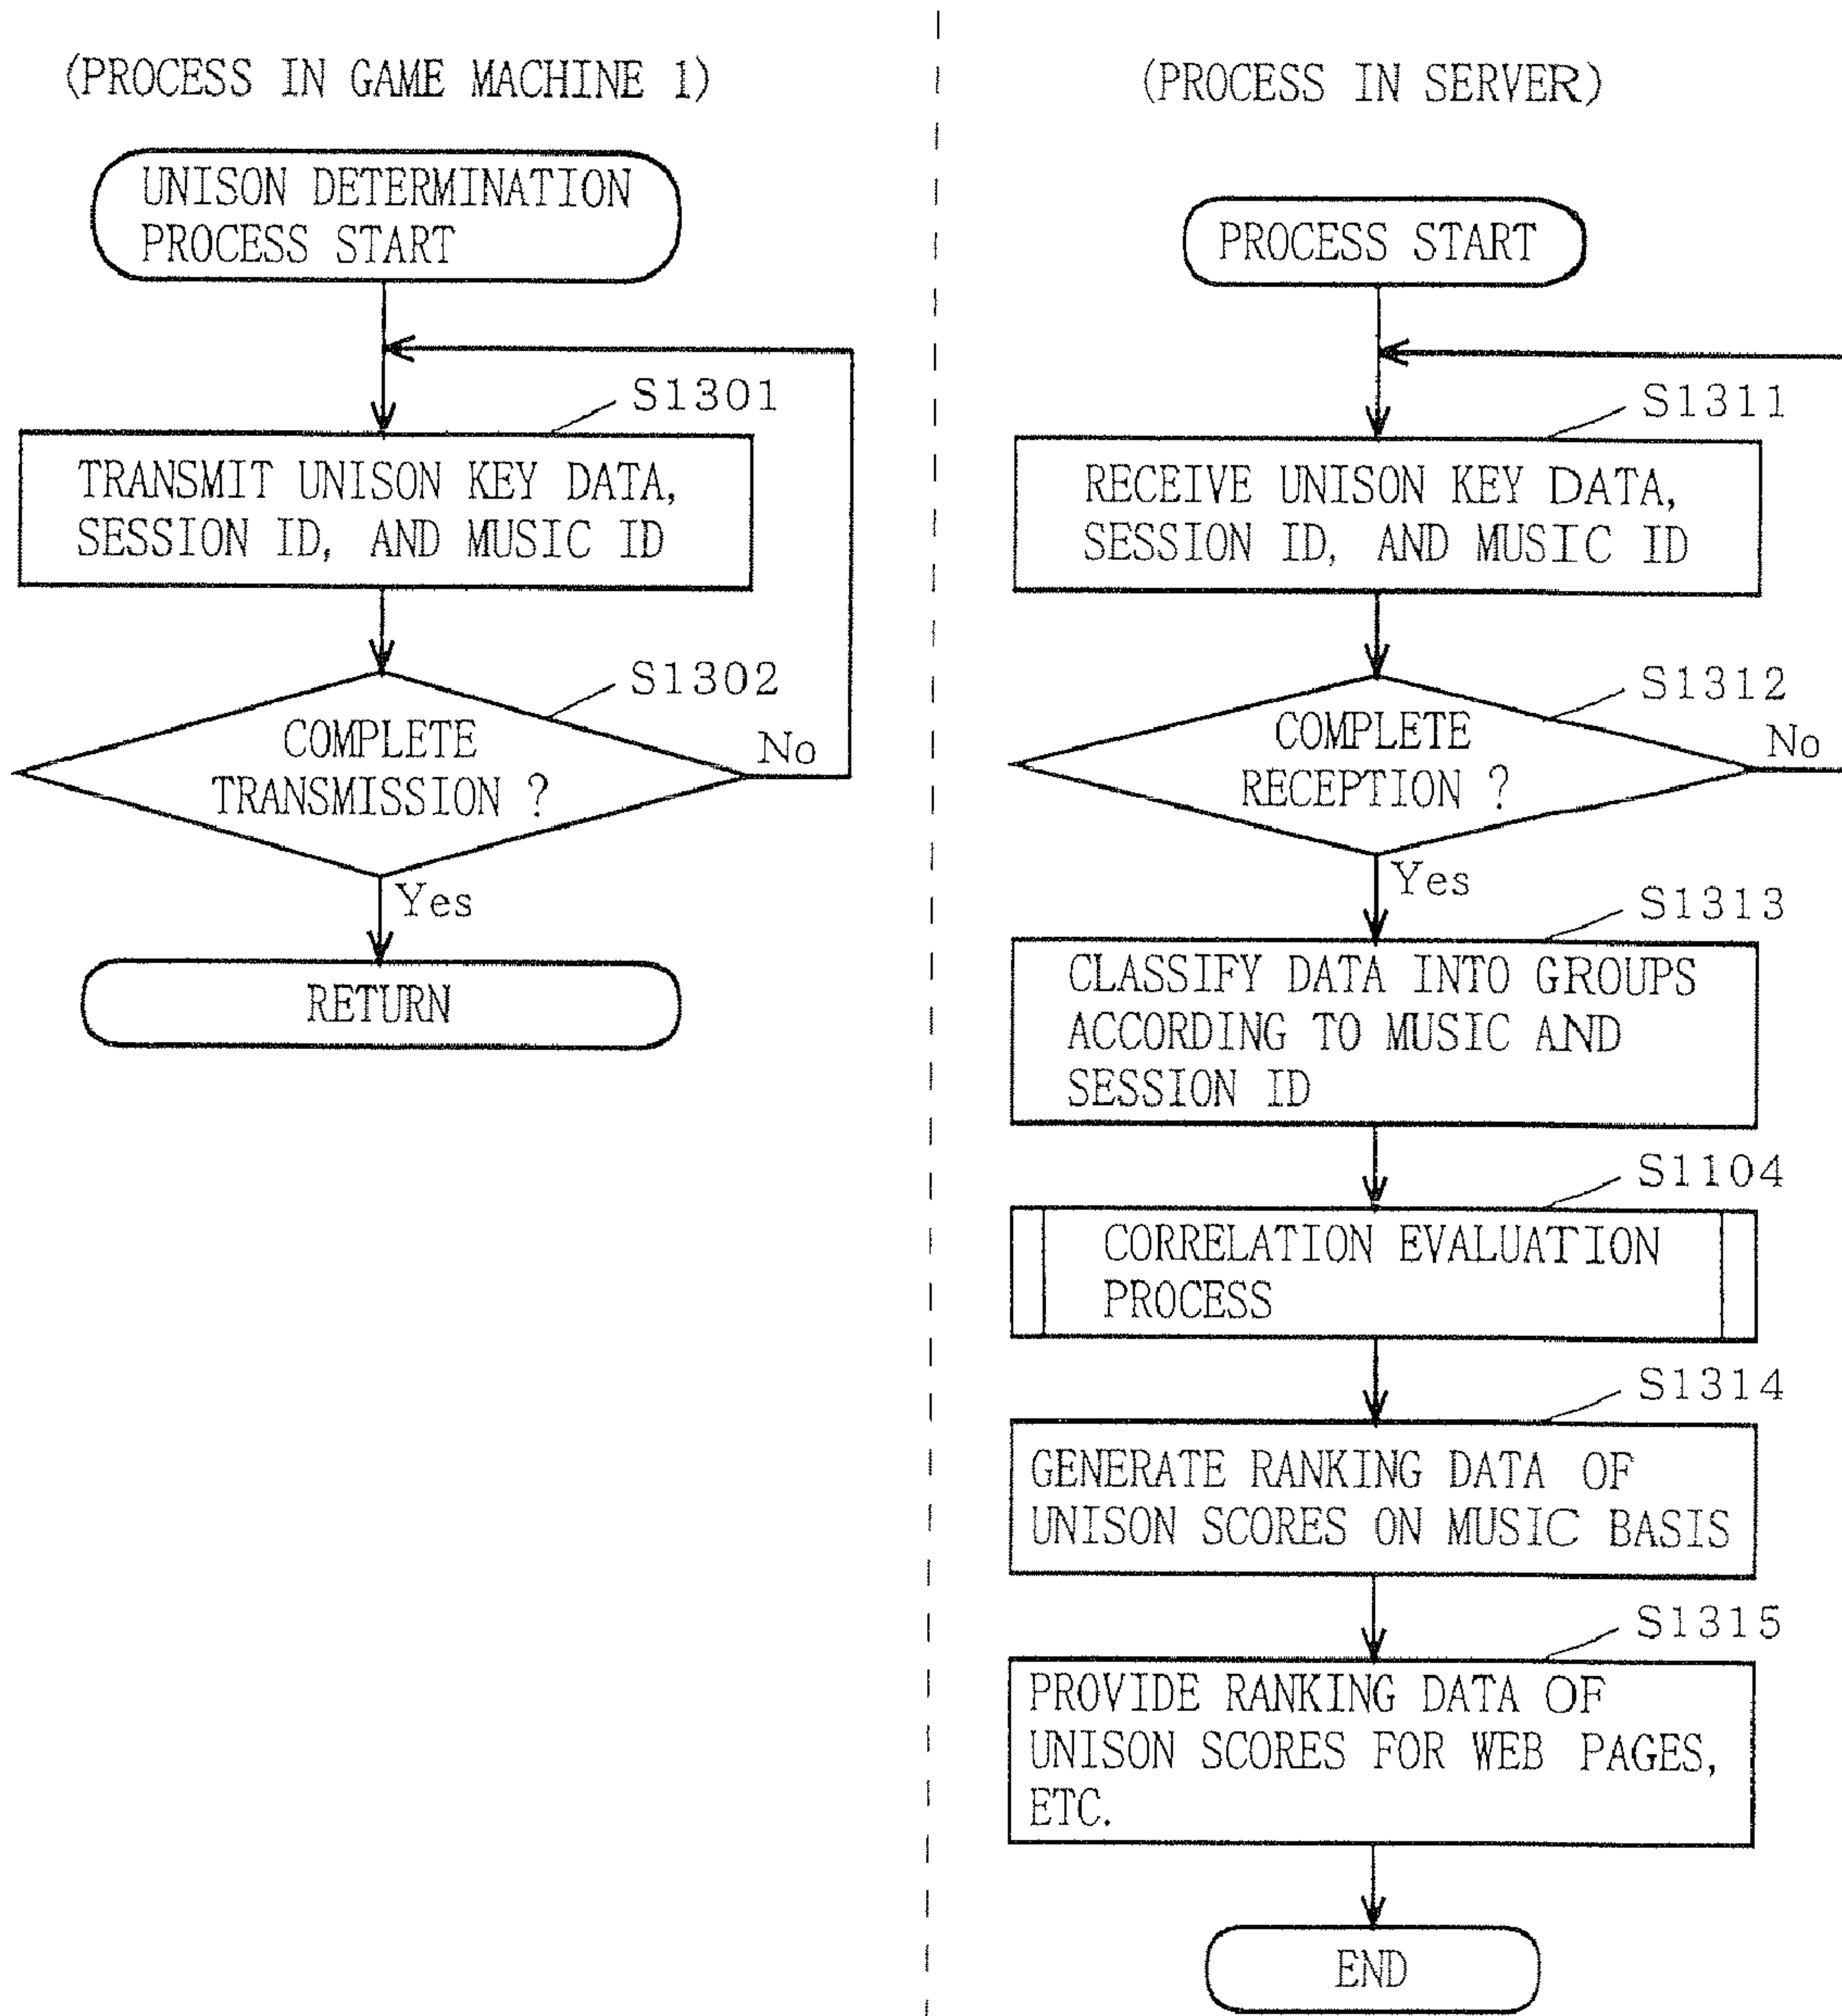 (PROCESS IN GAME MACHINE 1)
UNISON DETERMINATION
PROCESS START
S1301
TRANSMIT UNISON KEY DATA,
SESSION ID, AND MUSIC ID
S1302
COMPLETE
TRANSMISSION ?
No
Yes
RETURN
(PROCESS IN SERVER)
PROCESS START
S1311
RECEIVE UNISON KEY DATA,
SESSION ID, AND MUSIC ID
S1312
COMPLETE
RECEPTION ?
No
Yes
S1313
CLASSIFY DATA INTO GROUPS
ACCORDING TO MUSIC AND
SESSION ID
S1104
CORRELATION EVALUATION
PROCESS
S1314
GENERATE RANKING DATA OF
UNISON SCORES ON MUSIC BASIS
S1315
PROVIDE RANKING DATA OF
UNISON SCORES FOR WEB PAGES,
ETC.
END